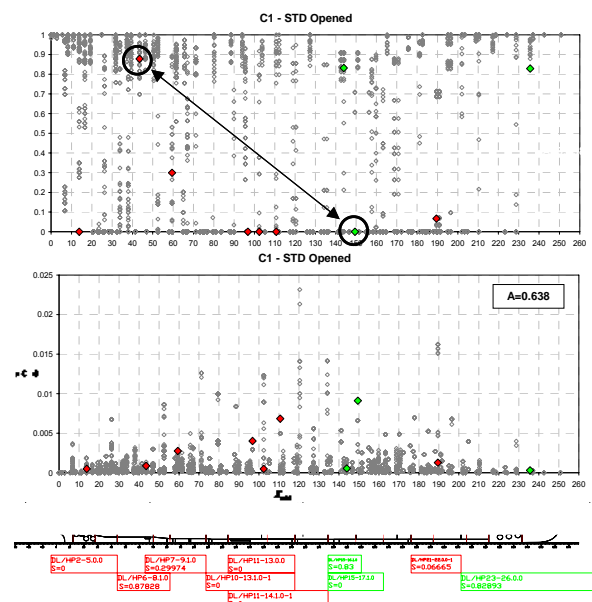 C1 - STD Opened
1
0.9
0.8
0.7
0.6
0.5
0.4
0.3
0.2
0.1
0
0 10 20 30 40 50 60 70 80 90 100 110 120 130 140 150 160 170 180 190 200 210 220 230 240 250 260
C1 - STD Opened
0.025
A=0.638
0.02
0.015
0.01
0.005
0
0 10 20 30 40 50 60 70 80 90 100 110 120 130 140 150 160 170 180 190 200 210 220 230 240 250 260
DL/HP2-5.0.0
S=0
DL/HP7-9.1.0
S=0.29974
DL/HP11-13.0.0
S=0
S=0.83
S=0.06665
DL/HP6-8.1.0
S=0.87828
DL/HP10-13.1.0-1
S=0
DL/HP15-17.1.0
S=0
DL/HP23-26.0.0
S=0.82893
DL/HP11-14.1.0-1